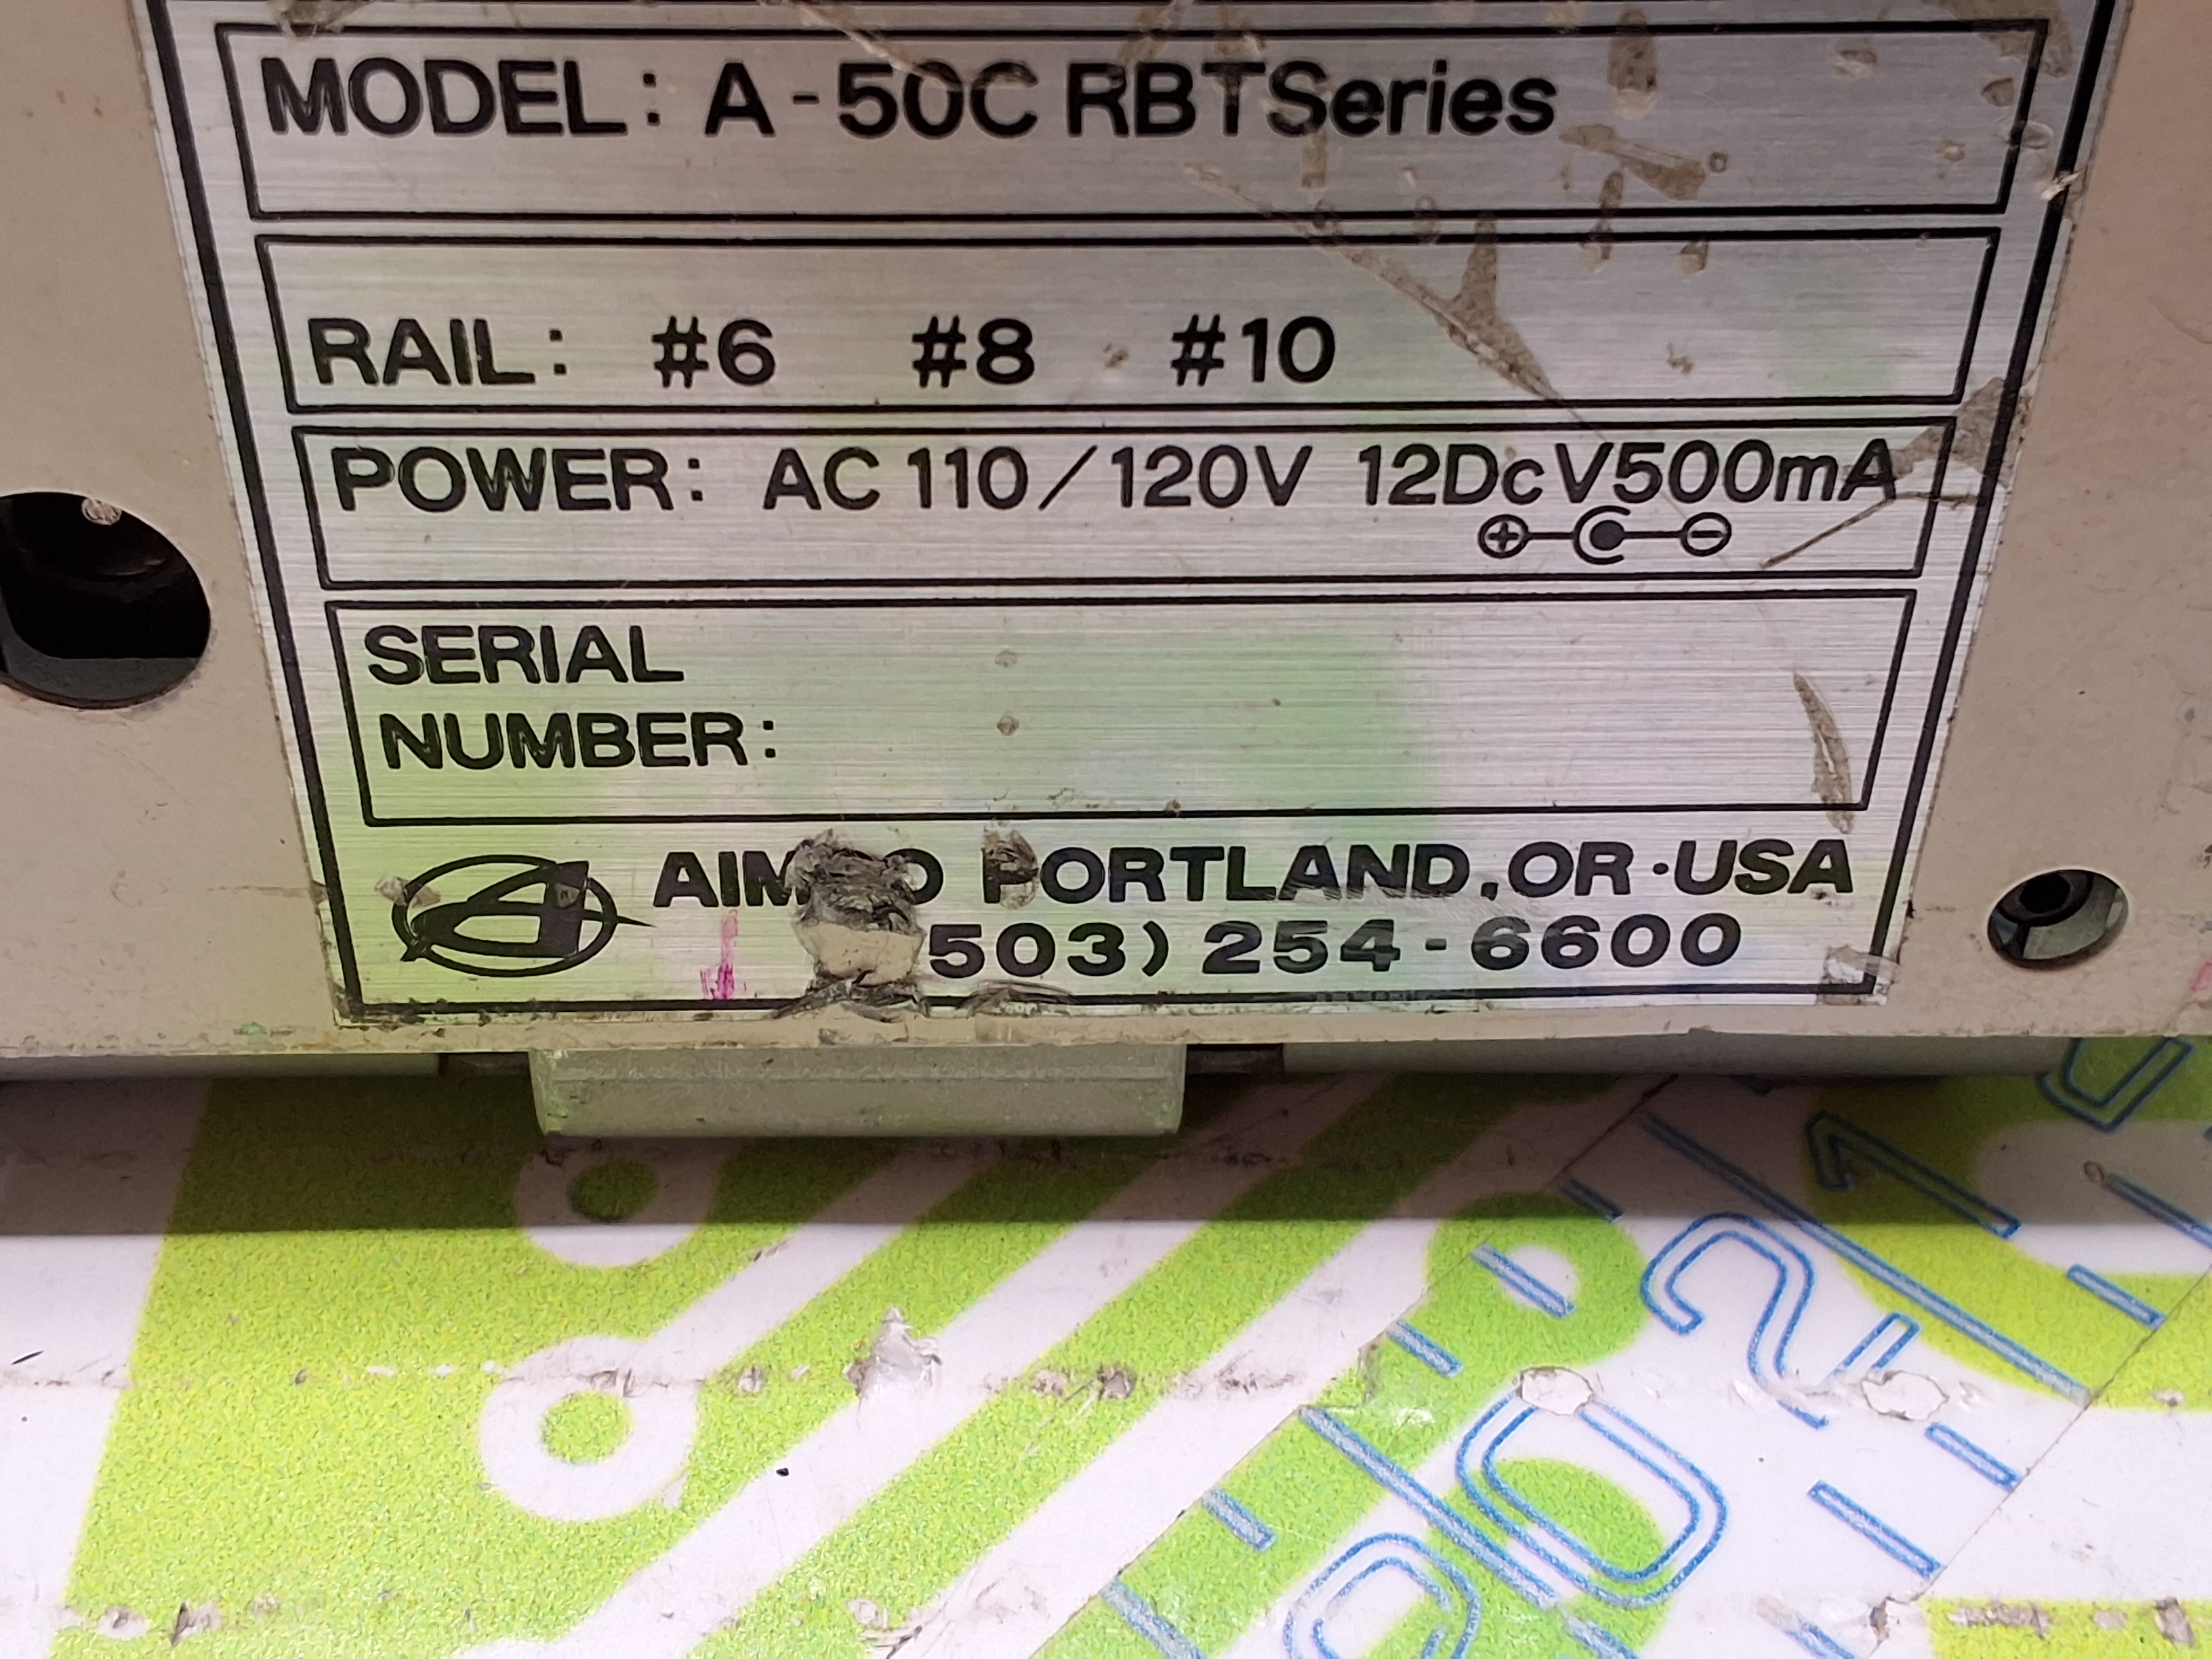 MODEL: A-50C RBTSeries
RAIL: #6 #8 #10
POWER: AC 110/120V 12DcV500mA
SERIAL
NUMBER:
PORTLAND, OR·USA
503) 254-6600